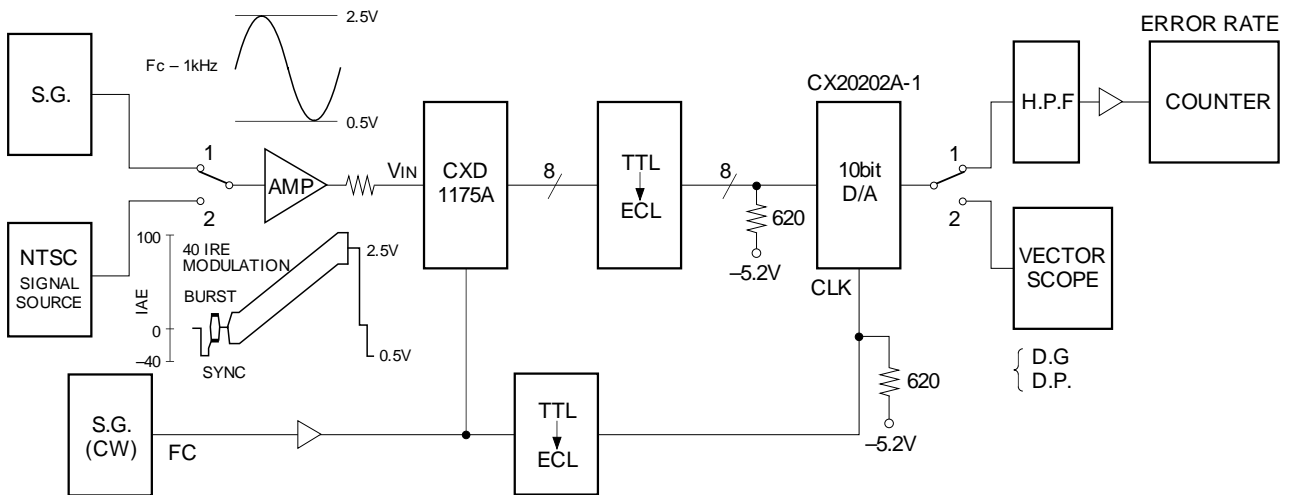 2.5V
ERROR RATE
Fc – 1kHz
CX20202A-1
S.G.
H.P.F
COUNTER
0.5V
1
AMP
VIN
CXD
1175A
8
TTL
ECL
8
10bit
D/A
1
2
620
2
–5.2V
CLK
NTSC
SIGNAL
SOURCE
100
40 IRE
MODULATION
2.5V
VECTOR
SCOPE
IAE
BURST
0
–40
0.5V
SYNC
D.G
D.P.
620
S.G.
(CW)
FC
TTL
ECL
–5.2V